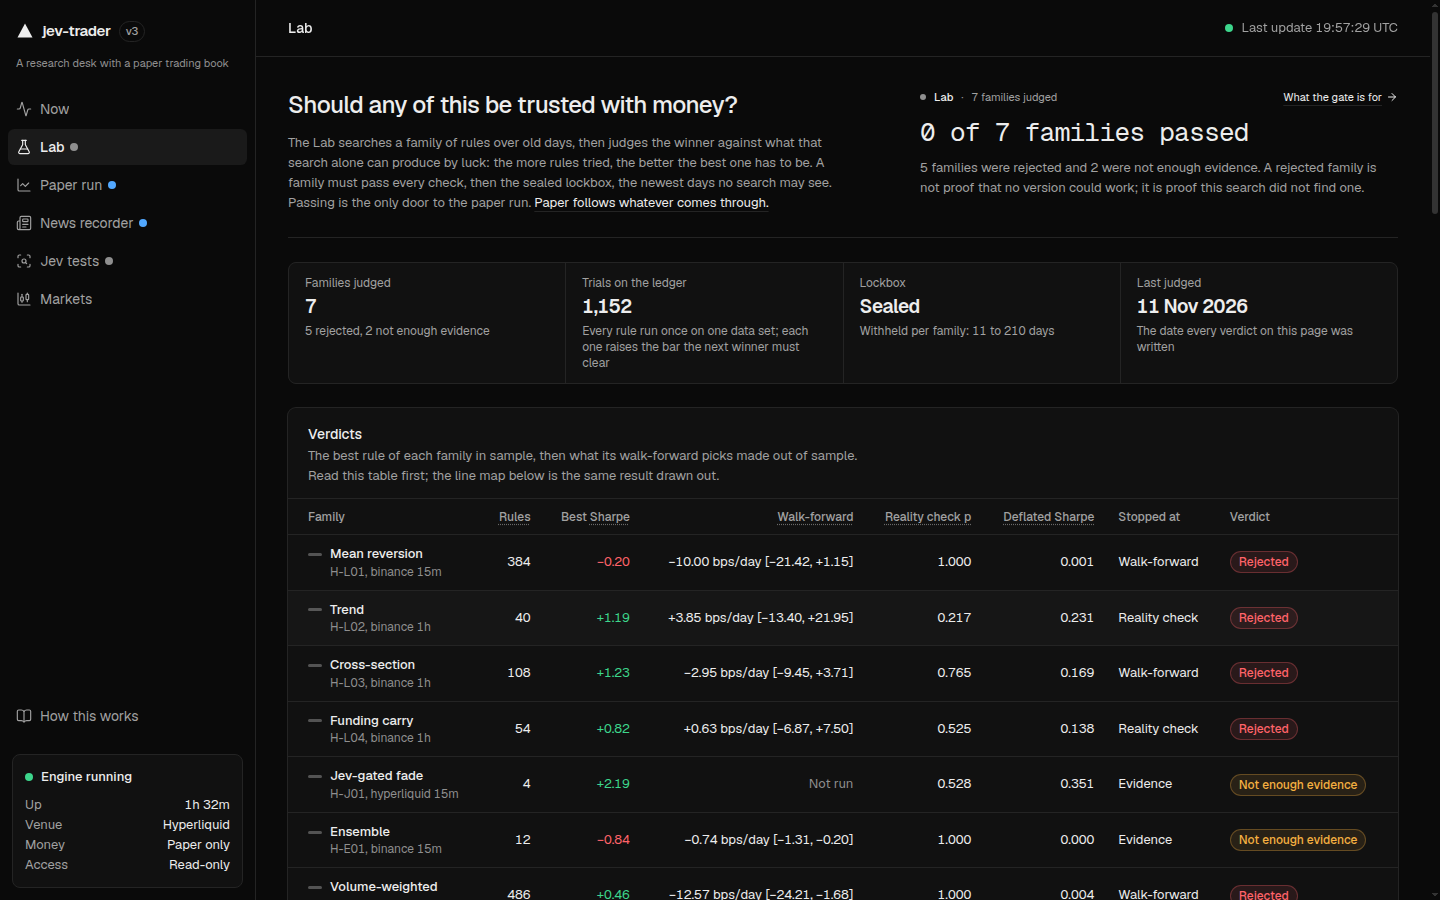 jev-trader v3
A research desk with a paper trading book
Now
Lab
Paper run
News recorder
Jev tests
Markets
How this works
Engine running
Up 1h 32m
Venue Hyperliquid
Money Paper only
Access Read-only
Lab
Last update 19:57:29 UTC
Should any of this be trusted with money?
The Lab searches a family of rules over old days, then judges the winner against what that
search alone can produce by luck: the more rules tried, the better the best one has to be. A
family must pass every check, then the sealed lockbox, the newest days no search may see.
Passing is the only door to the paper run. Paper follows whatever comes through.
Lab · 7 families judged
What the gate is for →
0 of 7 families passed
5 families were rejected and 2 were not enough evidence. A rejected family is
not proof that no version could work; it is proof this search did not find one.
Families judged
7
5 rejected, 2 not enough evidence
Trials on the ledger
1,152
Every rule run once on one data set; each
one raises the bar the next winner must
clear
Lockbox
Sealed
Withheld per family: 11 to 210 days
Last judged
11 Nov 2026
The date every verdict on this page was
written
Verdicts
The best rule of each family in sample, then what its walk-forward picks made out of sample.
Read this table first; the line map below is the same result drawn out.
Family Rules Best Sharpe Walk-forward Reality check p Deflated Sharpe Stopped at Verdict
Mean reversion 384 −0.20 −10.00 bps/day [−21.42, +1.15] 1.000 0.001 Walk-forward Rejected
H-L01, binance 15m
Trend 40 +1.19 +3.85 bps/day [−13.40, +21.95] 0.217 0.231 Reality check Rejected
H-L02, binance 1h
Cross-section 108 +1.23 −2.95 bps/day [−9.45, +3.71] 0.765 0.169 Walk-forward Rejected
H-L03, binance 1h
Funding carry 54 +0.82 +0.63 bps/day [−6.87, +7.50] 0.525 0.138 Reality check Rejected
H-L04, binance 1h
Jev-gated fade 4 +2.19 Not run 0.528 0.351 Evidence Not enough evidence
H-J01, hyperliquid 15m
Ensemble 12 −0.84 −0.74 bps/day [−1.31, −0.20] 1.000 0.000 Evidence Not enough evidence
H-E01, binance 15m
Volume-weighted 486 +0.46 −12.57 bps/day [−24.21, −1.68] 1.000 0.004 Walk-forward Rejected